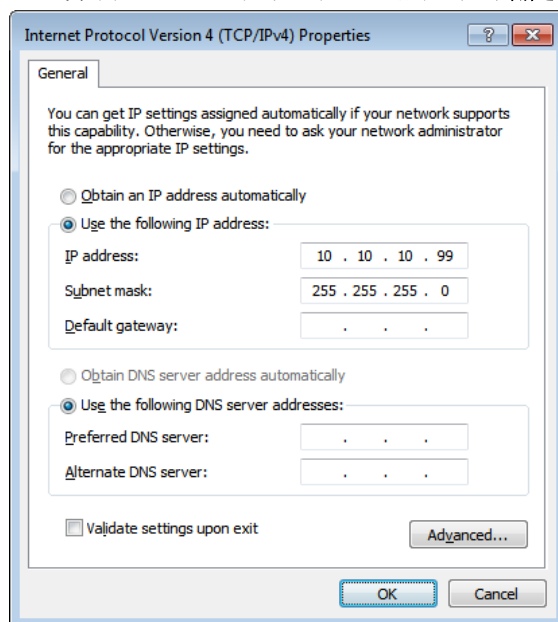 Internet Protocol Version 4 (TCP/IPv4) Properties
General
You can get IP settings assigned automatically if your network supports
this capability. Otherwise, you need to ask your network administrator
for the appropriate IP settings.
Obtain an IP address automatically
Use the following IP address:
IP address: 10 . 10 . 10 . 99
Subnet mask: 255 . 255 . 255 . 0
Default gateway: . . .
Obtain DNS server address automatically
Use the following DNS server addresses:
Preferred DNS server: . . .
Alternate DNS server: . . .
Validate settings upon exit
Advanced...
OK Cancel